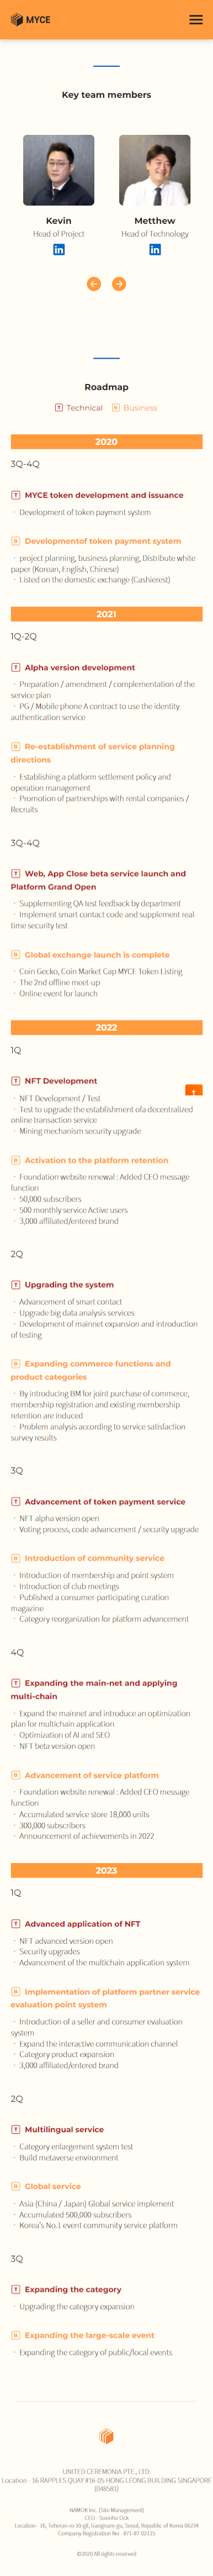 MYCE
Key team members
Kevin
Head of Project
Metthew
Head of Technology
Roadmap
T Technical B Business
2020
3Q-4Q
T MYCE token development and issuance
· Development of token payment system
B Developmentof token payment system
· project planning, business planning, Distribute white
paper (Korean, English, Chinese)
· Listed on the domestic exchange (Cashierest)
2021
1Q-2Q
T Alpha version development
· Preparation / amendment / complementation of the
service plan
· PG / Mobile phone A contract to use the identity
authentication service
B Re-establishment of service planning
directions
· Establishing a platform settlement policy and
operation management
· Promotion of partnerships with rental companies /
Recruits
3Q-4Q
T Web, App Close beta service launch and
Platform Grand Open
· Supplementing QA test feedback by department
· Implement smart contact code and supplement real-
time security test
B Global exchange launch is complete
· Coin Gecko, Coin Market Cap MYCE Token Listing
· The 2nd offline meet-up
· Online event for launch
2022
1Q
T NFT Development
· NFT Development / Test
· Test to upgrade the establishment ofa decentralized
online transaction service
· Mining mechanism security upgrade
B Activation to the platform retention
· Foundation website renewal : Added CEO message
function
· 50,000 subscribers
· 500 monthly service Active users
· 3,000 affiliated/entered brand
2Q
T Upgrading the system
· Advancement of smart contact
· Upgrade big data analysis services
· Development of mainnet expansion and introduction
of testing
B Expanding commerce functions and
product categories
· By introducing BM for joint purchase of commerce,
membership registration and existing membership
retention are induced
· Problem analysis according to service satisfaction
survey results
3Q
T Advancement of token payment service
· NFT alpha version open
· Voting process, code advancement / security upgrade
B Introduction of community service
· Introduction of membership and point system
· Introduction of club meetings
· Published a consumer-participating curation
magazine
· Category reorganization for platform advancement
4Q
T Expanding the main-net and applying
multi-chain
· Expand the mainnet and introduce an optimization
plan for multichain application
· Optimization of AI and SEO
· NFT beta version open
B Advancement of service platform
· Foundation website renewal : Added CEO message
function
· Accumulated service store 18,000 units
· 300,000 subscribers
· Announcement of achievements in 2022
2023
1Q
T Advanced application of NFT
· NFT advanced version open
· Security upgrades
· Advancement of the multichain application system
B Implementation of platform partner service
evaluation point system
· Introduction of a seller and consumer evaluation
system
· Expand the interactive communication channel
· Category product expansion
· 3,000 affiliated/entered brand
2Q
T Multilingual service
· Category enlargement system test
· Build metaverse environment
B Global service
· Asia (China / Japan) Global service implement
· Accumulated 500,000 subscribers
· Korea's No.1 event community service platform
3Q
T Expanding the category
· Upgrading the category expansion
B Expanding the large-scale event
· Expanding the category of public/local events
UNITED CEREMONIA PTE., LTD.
Location - 16 RAPPLES QUAY #16-05 HONG LEONG BUILDING SINGAPORE
(048581)
NAMOK Inc. (Site Management)
CEO - Soonho Ock
Location - 16, Teheran-ro 10-gil, Gangnam-gu, Seoul, Republic of Korea 06234
Company Registration No - 871-87-02115
©2020 All rights reserved